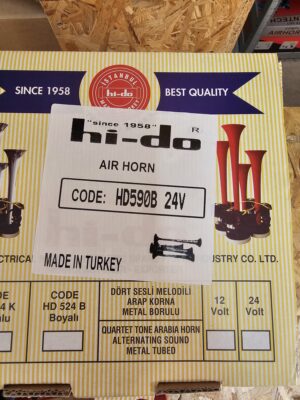 AIRHORN
SINCE 1958
ISTANBUL
hi-do
BEST QUALITY
"since 1958"
hi-do R
AIR HORN
CODE: HD590B 24V
MADE IN TURKEY
USTRY CO. LTD.
CODE
HD 524 B
Boyalı
DÖRT SESLİ MELODİLİ
ARAP KORNA
METAL BORULU
QUARTET TONE ARABIA HORN
ALTERNATING SOUND
METAL TUBED
12
Volt
24
Volt